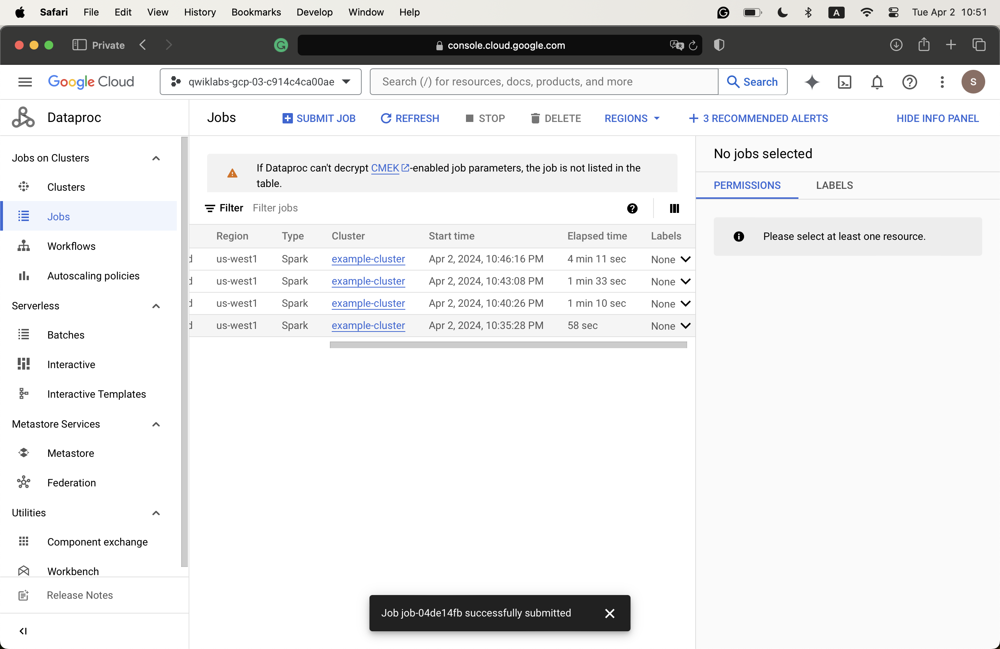 Safari File Edit View History Bookmarks Develop Window Help A Tue Apr 2 10:51
Private console.cloud.google.com
Google Cloud qwiklabs-gcp-03-c914c4ca00ae Search (/) for resources, docs, products, and more Search S
Dataproc
Jobs SUBMIT JOB REFRESH STOP DELETE REGIONS 3 RECOMMENDED ALERTS HIDE INFO PANEL
Jobs on Clusters
Clusters
Jobs
Workflows
Autoscaling policies
Serverless
Batches
Interactive
Interactive Templates
Metastore Services
Metastore
Federation
Utilities
Component exchange
Workbench
Release Notes
If Dataproc can't decrypt CMEK-enabled job parameters, the job is not listed in the
table.
Filter Filter jobs
Region Type Cluster Start time Elapsed time Labels
d us-west1 Spark example-cluster Apr 2, 2024, 10:46:16 PM 4 min 11 sec None
d us-west1 Spark example-cluster Apr 2, 2024, 10:43:08 PM 1 min 33 sec None
d us-west1 Spark example-cluster Apr 2, 2024, 10:40:26 PM 1 min 10 sec None
d us-west1 Spark example-cluster Apr 2, 2024, 10:35:28 PM 58 sec None
No jobs selected
PERMISSIONS LABELS
Please select at least one resource.
Job job-04de14fb successfully submitted